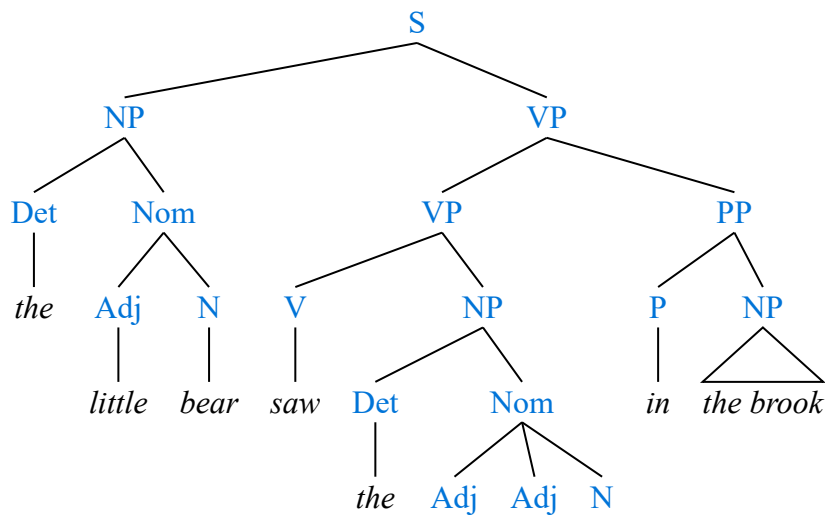 S
NP VP
Det Nom VP PP
the Adj N V NP P NP
little bear saw Det Nom in the brook
the Adj Adj N